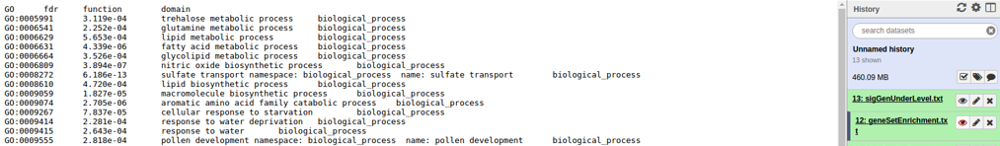 GO fdr function domain
GO:0005991 3.119e-04 trehalose metabolic process biological_process
GO:0006541 2.252e-04 glutamine metabolic process biological_process
GO:0006629 5.653e-04 lipid metabolic process biological_process
GO:0006631 4.339e-06 fatty acid metabolic process biological_process
GO:0006664 3.526e-04 glycolipid metabolic process biological_process
GO:0006809 3.894e-07 nitric oxide biosynthetic process biological_process
GO:0008272 6.186e-13 sulfate transport namespace: biological_process name: sulfate transport biological_process
GO:0008610 4.720e-04 lipid biosynthetic process biological_process
GO:0009059 1.827e-05 macromolecule biosynthetic process biological_process
GO:0009074 2.705e-06 aromatic amino acid family catabolic process biological_process
GO:0009267 7.837e-05 cellular response to starvation biological_process
GO:0009414 2.281e-04 response to water deprivation biological_process
GO:0009415 2.643e-04 response to water biological_process
GO:0009555 2.818e-04 pollen development namespace: biological_process name: pollen development biological_process
History
search datasets
Unnamed history
13 shown
460.09 MB
13: sigGenUnderLevel.txt
12: geneSetEnrichment.tx
t